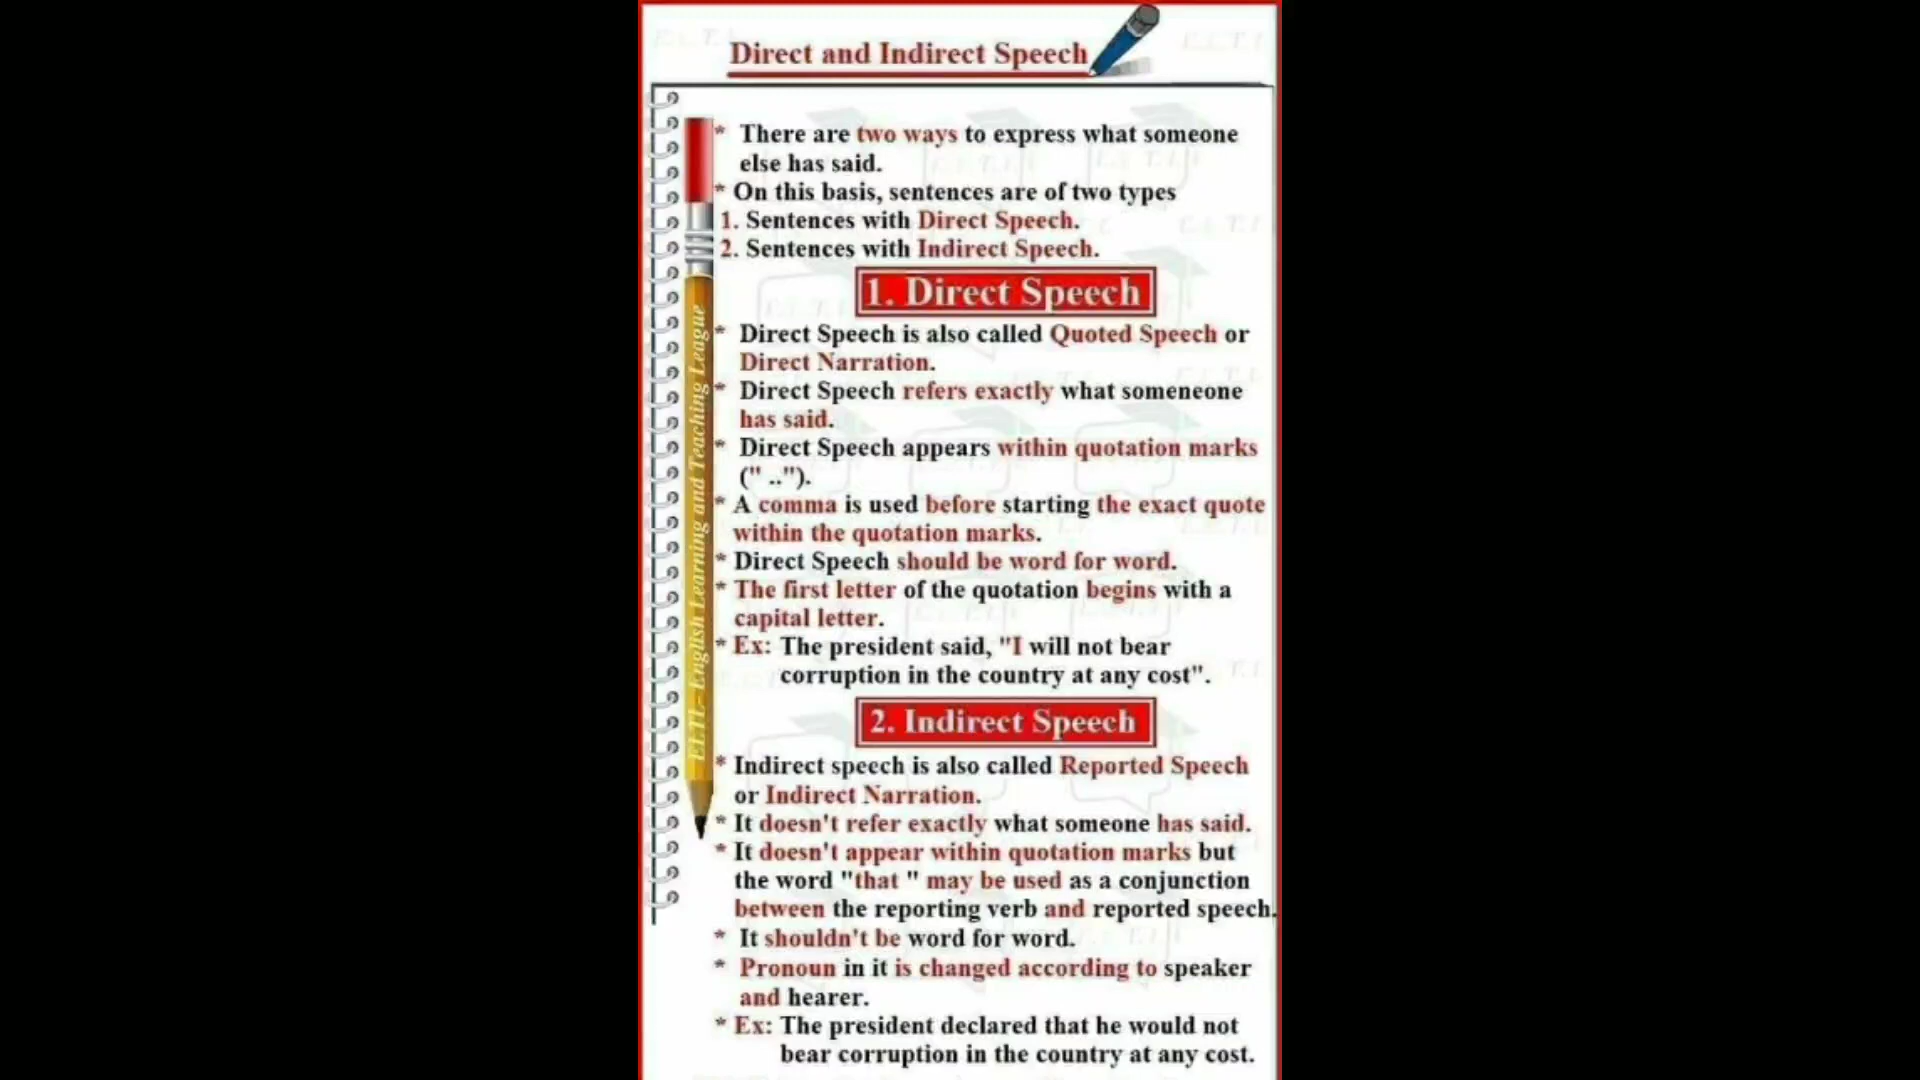 Direct and Indirect Speech
* There are two ways to express what someone
else has said.
* On this basis, sentences are of two types
1. Sentences with Direct Speech.
2. Sentences with Indirect Speech.
1. Direct Speech
* Direct Speech is also called Quoted Speech or
Direct Narration.
* Direct Speech refers exactly what someneone
has said.
* Direct Speech appears within quotation marks
(" ..").
* A comma is used before starting the exact quote
within the quotation marks.
* Direct Speech should be word for word.
* The first letter of the quotation begins with a
capital letter.
* Ex: The president said, "I will not bear
corruption in the country at any cost".
2. Indirect Speech
* Indirect speech is also called Reported Speech
or Indirect Narration.
* It doesn't refer exactly what someone has said.
* It doesn't appear within quotation marks but
the word "that " may be used as a conjunction
between the reporting verb and reported speech.
* It shouldn't be word for word.
* Pronoun in it is changed according to speaker
and hearer.
* Ex: The president declared that he would not
bear corruption in the country at any cost.
English Learning and Teaching League